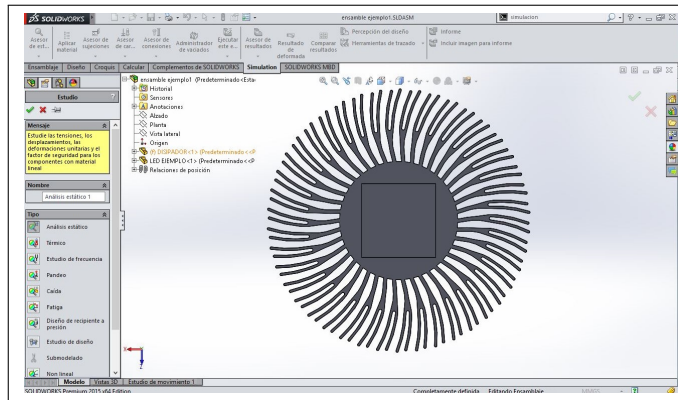 SOLIDWORKS
ensamble ejemplo1.SLDASM
simulacion
Asesor de est...
Aplicar material
Asesor de sujeciones
Asesor de car...
Asesor de conexiones
Administrador de vaciados
Ejecutar este e...
Asesor de resultados
Resultado de deformada
Comparar resultados
Percepción del diseño
Herramientas de trazado
Informe
Incluir imagen para informe
Ensamblaje Diseño Croquis Calcular Complementos de SOLIDWORKS Simulation SOLIDWORKS MBD
Estudio ?
Mensaje
Estudie las tensiones, los
desplazamientos, las
deformaciones unitarias y el
factor de seguridad para los
componentes con material
lineal
Nombre
Análisis estático 1
Tipo
Análisis estático
Térmico
Estudio de frecuencia
Pandeo
Caída
Fatiga
Diseño de recipiente a
presión
Estudio de diseño
Submodelado
Non lineal
ensamble ejemplo1 (Predeterminado<Esta
Historial
Sensores
Anotaciones
Alzado
Planta
Vista lateral
Origen
(f) DISIPADOR<1> (Predeterminado<<P
LED EJEMPLO<1> (Predeterminado<<P
Relaciones de posición
X
Z
Modelo Vistas 3D Estudio de movimiento 1
SOLIDWORKS Premium 2015 x64 Edition
Completamente definida Editando Ensamblaje MMGS